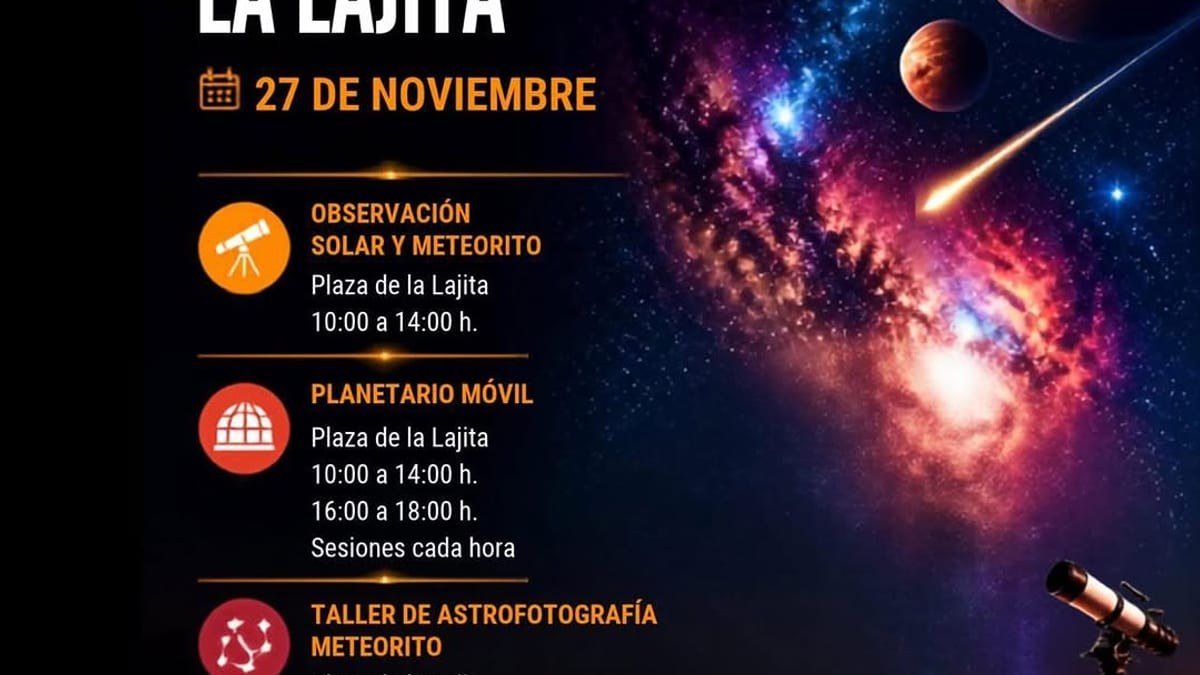 LA LAJITA
27 DE NOVIEMBRE
OBSERVACIÓN
SOLAR Y METEORITO
Plaza de la Lajita
10:00 a 14:00 h.
PLANETARIO MÓVIL
Plaza de la Lajita
10:00 a 14:00 h.
16:00 a 18:00 h.
Sesiones cada hora
TALLER DE ASTROFOTOGRAFÍA
METEORITO